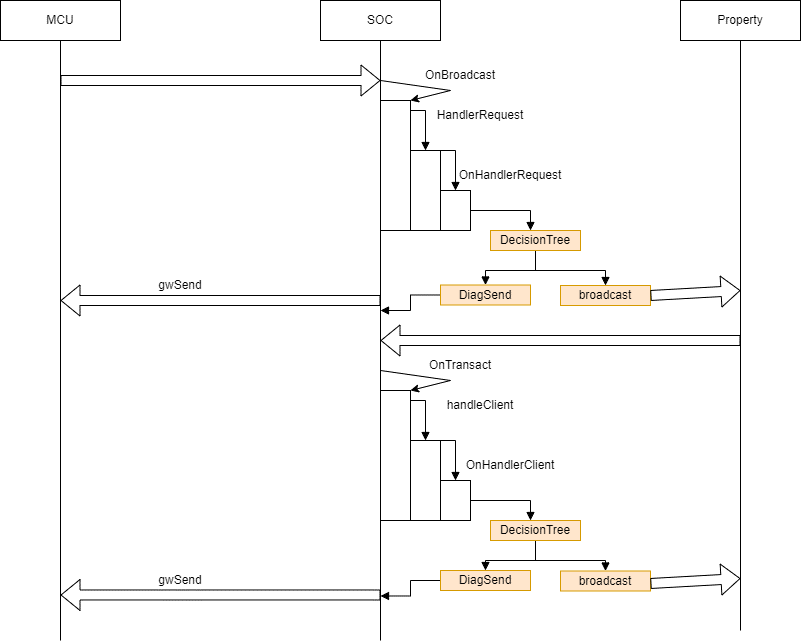 MCU
SOC
Property
OnBroadcast
HandlerRequest
OnHandlerRequest
DecisionTree
gwSend
DiagSend
broadcast
OnTransact
handleClient
OnHandlerClient
DecisionTree
gwSend
DiagSend
broadcast